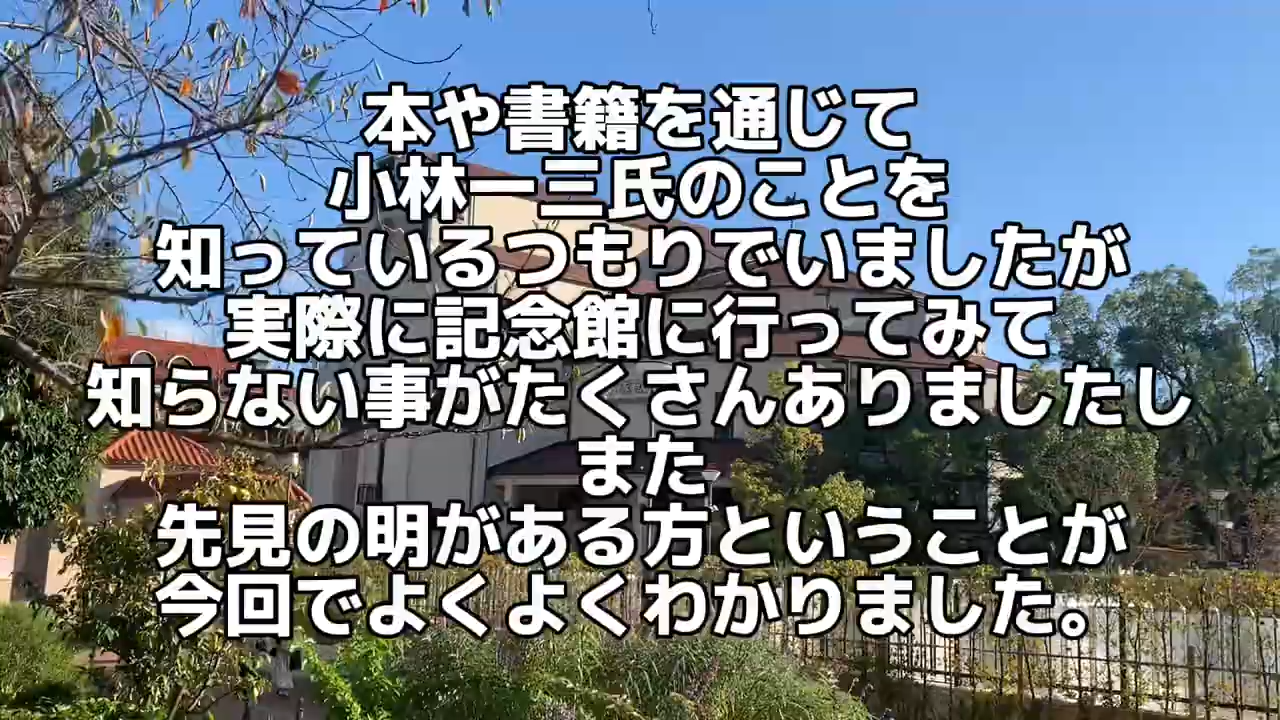 本や書籍を通じて
小林一三氏のことを
知っているつもりでいましたが
実際に記念館に行ってみて
知らない事がたくさんありましたし
また
先見の明がある方ということが
今回でよくよくわかりました。